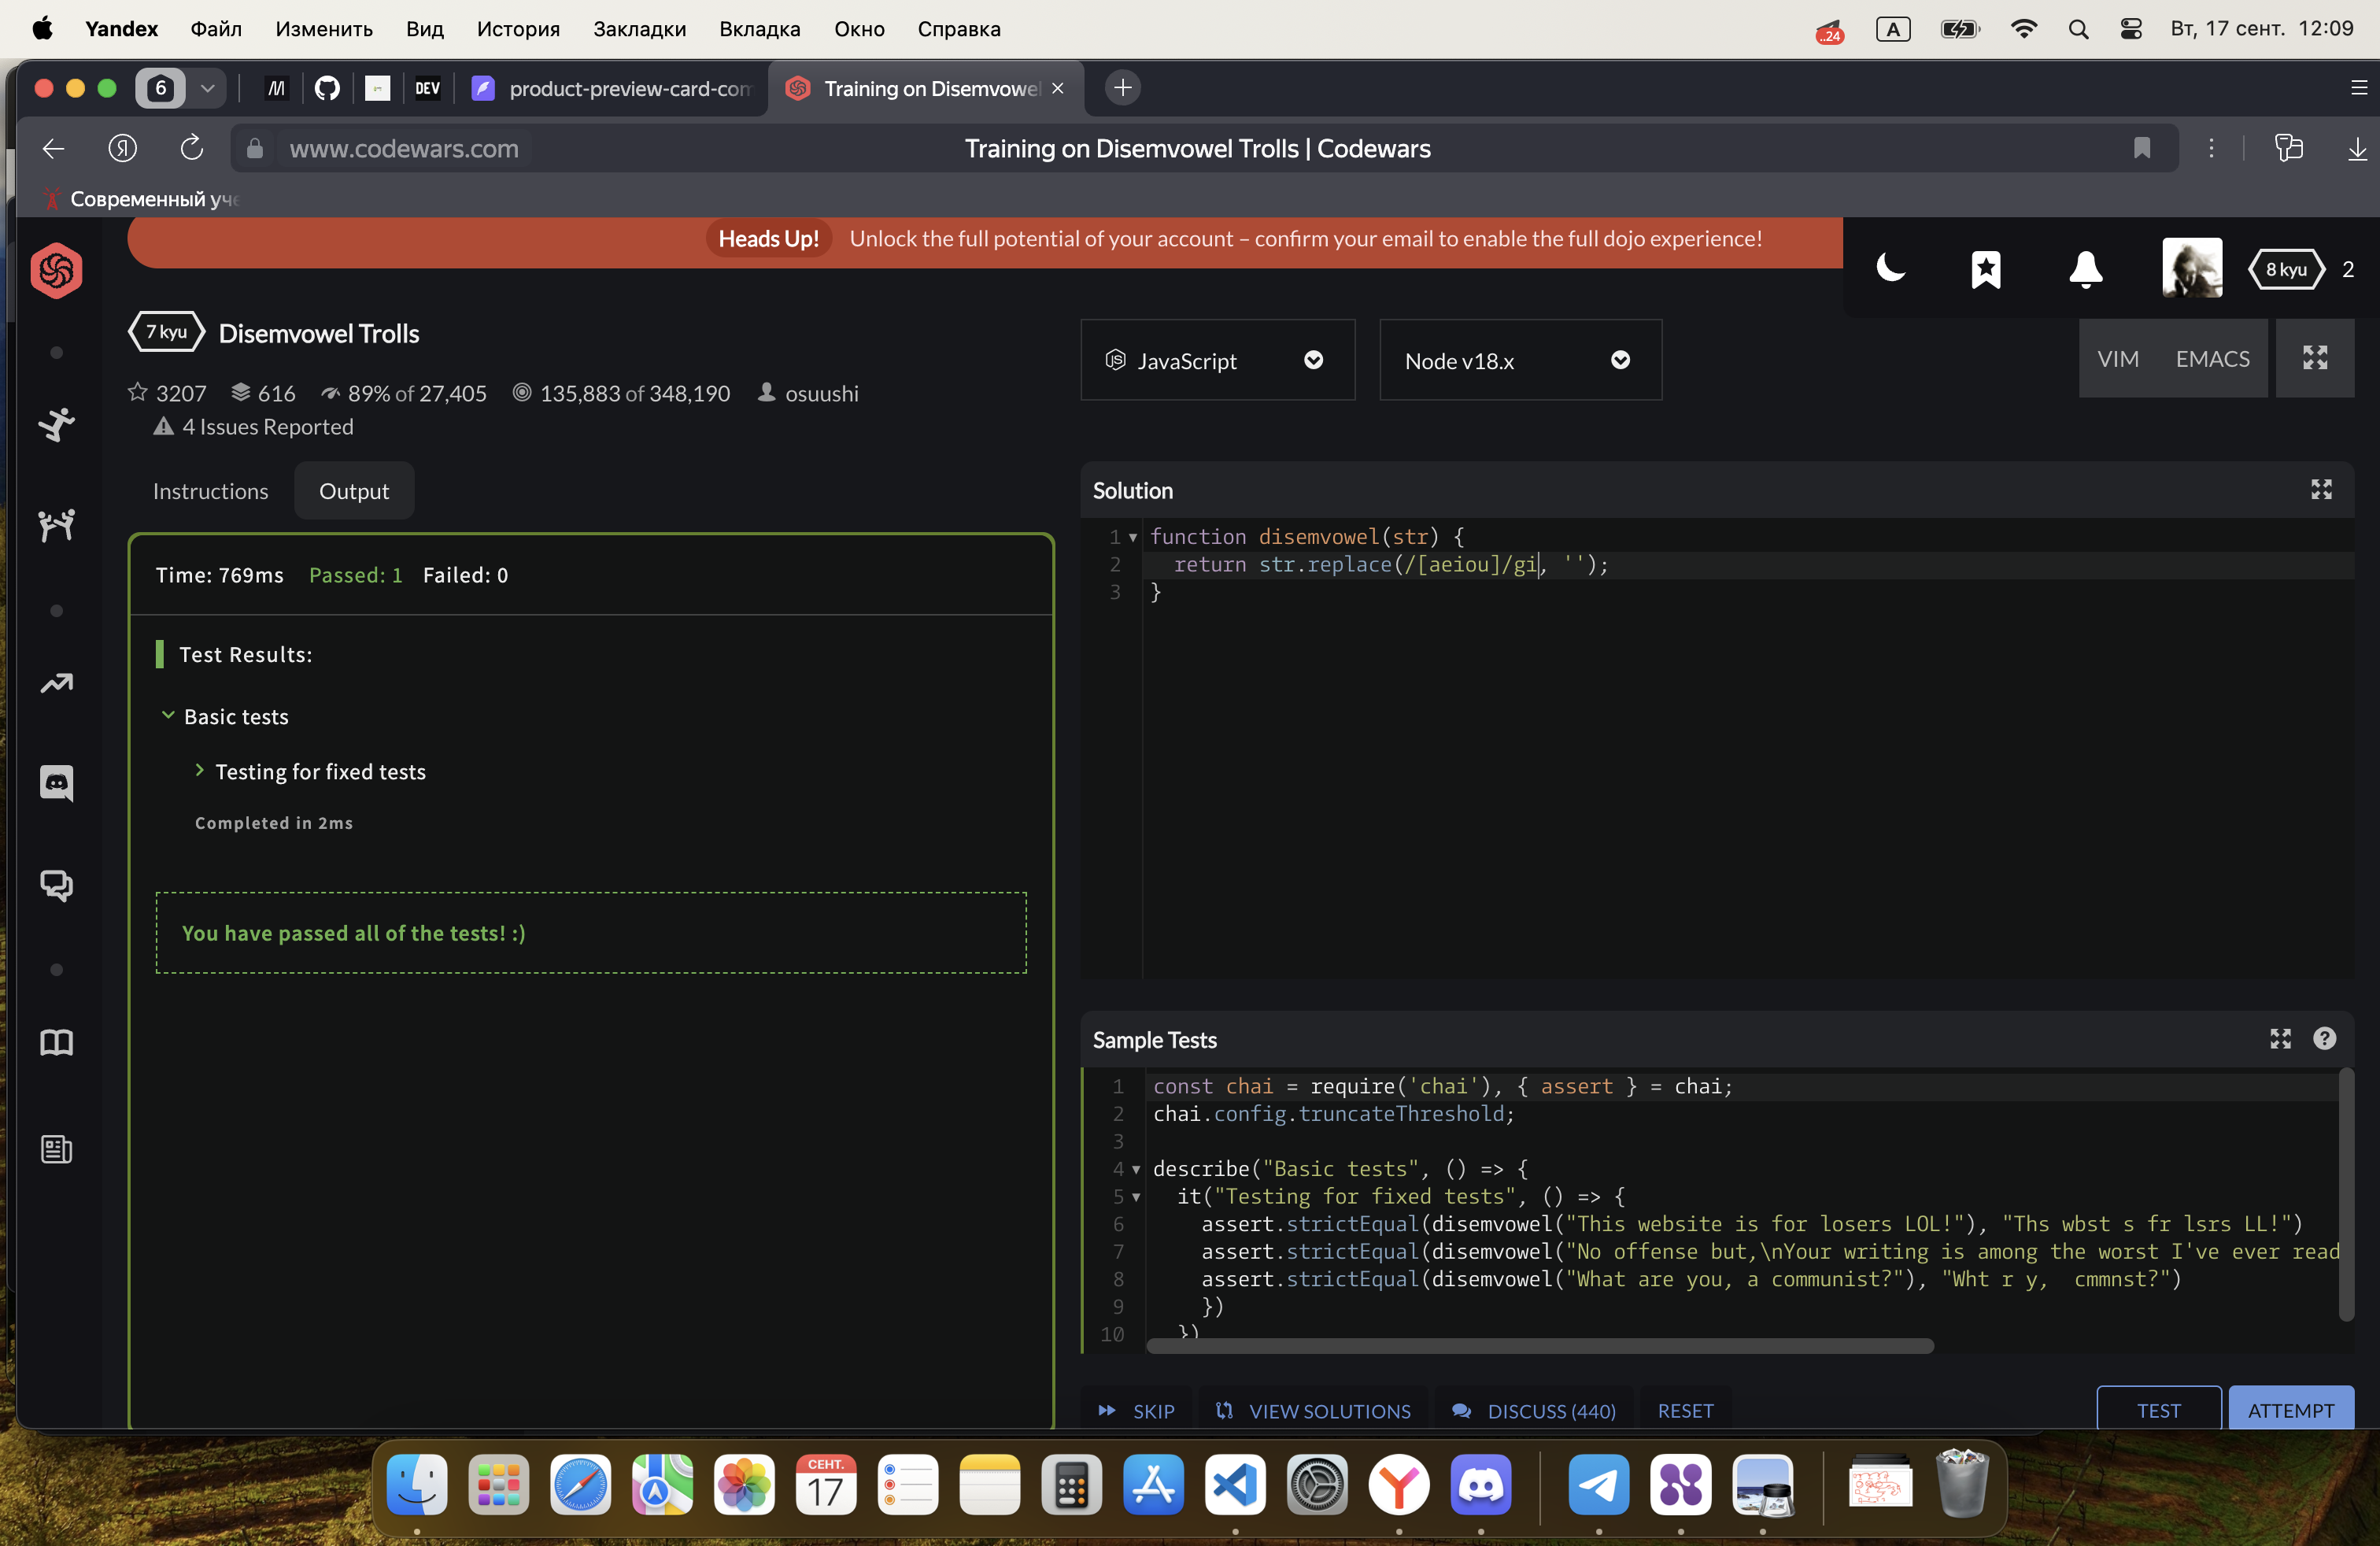 Yandex Файл Изменить Вид История Закладки Вкладка Окно Справка ..24 A Вт, 17 сент. 12:09
6 M DEV product-preview-card-com Training on Disemvowel
Я www.codewars.com Training on Disemvowel Trolls | Codewars
Современный уче
Heads Up! Unlock the full potential of your account – confirm your email to enable the full dojo experience!
8 kyu 2
7 kyu Disemvowel Trolls
3207 616 89% of 27,405 135,883 of 348,190 osuushi
4 Issues Reported
JavaScript Node v18.x VIM EMACS
Instructions Output
Time: 769ms Passed: 1 Failed: 0
Test Results:
Basic tests
Testing for fixed tests
Completed in 2ms
You have passed all of the tests! :)
Solution
1 function disemvowel(str) {
2 return str.replace(/[aeiou]/gi, '');
3 }
Sample Tests
1 const chai = require('chai'), { assert } = chai;
2 chai.config.truncateThreshold;
3
4 describe("Basic tests", () => {
5 it("Testing for fixed tests", () => {
6 assert.strictEqual(disemvowel("This website is for losers LOL!"), "Ths wbst s fr lsrs LL!")
7 assert.strictEqual(disemvowel("No offense but,\nYour writing is among the worst I've ever read
8 assert.strictEqual(disemvowel("What are you, a communist?"), "Wht r y,  cmmnst?")
9 })
10 })
SKIP VIEW SOLUTIONS DISCUSS (440) RESET TEST ATTEMPT
СЕНТ.
17